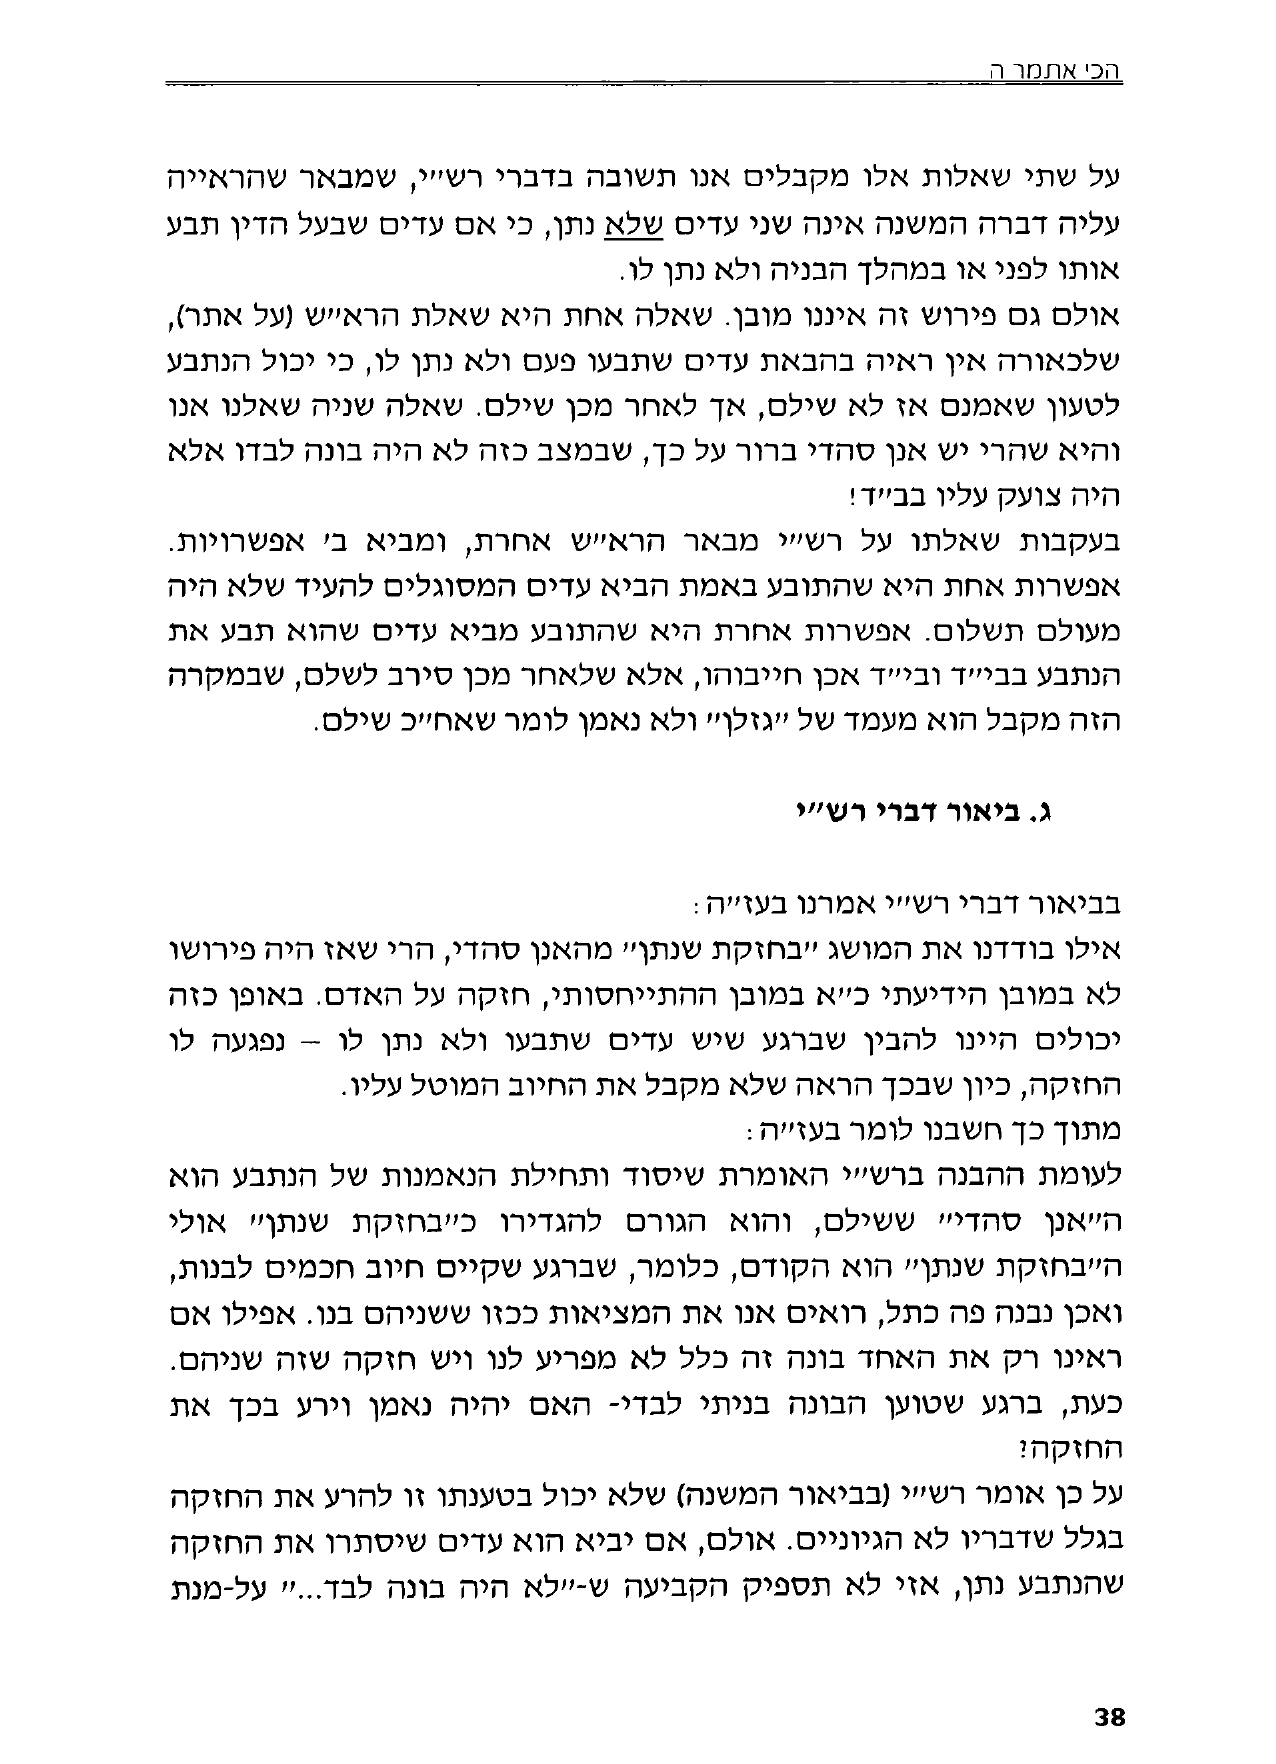 הכי אתמר ה
על שתי שאלות אלו מקבלים אנו תשובה בדברי רש״י, שמבאר שהראייה
עליה דברה המשנה אינה שני עדים שלא נתן, כי אם עדים שבעל הדין תבע
אותו לפני או במהלך הבניה ולא נתן לו.
אולם גם פירוש זה איננו מובן. שאלה אחת היא שאלת הרא״ש (על אתר),
שלכאורה אין ראיה בהבאת עדים שתבעו פעם ולא נתן לו, כי יכול הנתבע
לטעון שאמנם אז לא שילם, אך לאחר מכן שילם. שאלה שניה שאלנו אנו
והיא שהרי יש אנן סהדי ברור על כך, שבמצב כזה לא היה בונה לבדו אלא
היה צועק עליו בב״ד!
בעקבות שאלתו על רש״י מבאר הרא״ש אחרת, ומביא ב׳ אפשרויות.
אפשרות אחת היא שהתובע באמת הביא עדים המסוגלים להעיד שלא היה
מעולם תשלום. אפשרות אחרת היא שהתובע מביא עדים שהוא תבע את
הנתבע בבי״ד ובי״ד אכן חייבוהו, אלא שלאחר מכן סירב לשלם, שבמקרה
הזה מקבל הוא מעמד של ״גזלן״ ולא נאמן לומר שאח״כ שילם.
ג. ביאור דברי רש״י
בביאור דברי רש״י אמרנו בעז״ה:
אילו בודדנו את המושג ״בחזקת שנתן״ מהאנן סהדי, הרי שאז היה פירושו
לא במובן הידיעתי כ״א במובן ההתייחסותי, חזקה על האדם. באופן כזה
יכולים היינו להבין שברגע שיש עדים שתבעו ולא נתן לו – נפגעה לו
החזקה, כיון שבכך הראה שלא מקבל את החיוב המוטל עליו.
מתוך כך חשבנו לומר בעז״ה:
לעומת ההבנה ברש״י האומרת שיסוד ותחילת הנאמנות של הנתבע הוא
ה״אנן סהדי״ ששילם, והוא הגורם להגדירו כ״בחזקת שנתן״ אולי
ה״בחזקת שנתן״ הוא הקודם, כלומר, שברגע שקיים חיוב חכמים לבנות,
ואכן נבנה פה כתל, רואים אנו את המציאות ככזו ששניהם בנו. אפילו אם
ראינו רק את האחד בונה זה כלל לא מפריע לנו ויש חזקה שזה שניהם.
כעת, ברגע שטוען הבונה בניתי לבדי- האם יהיה נאמן וירע בכך את
החזקה?
על כן אומר רש״י (בביאור המשנה) שלא יכול בטענתו זו להרע את החזקה
בגלל שדבריו לא הגיוניים. אולם, אם יביא הוא עדים שיסתרו את החזקה
שהנתבע נתן, אזי לא תספיק הקביעה ש-״לא היה בונה לבד...״ על-מנת
38